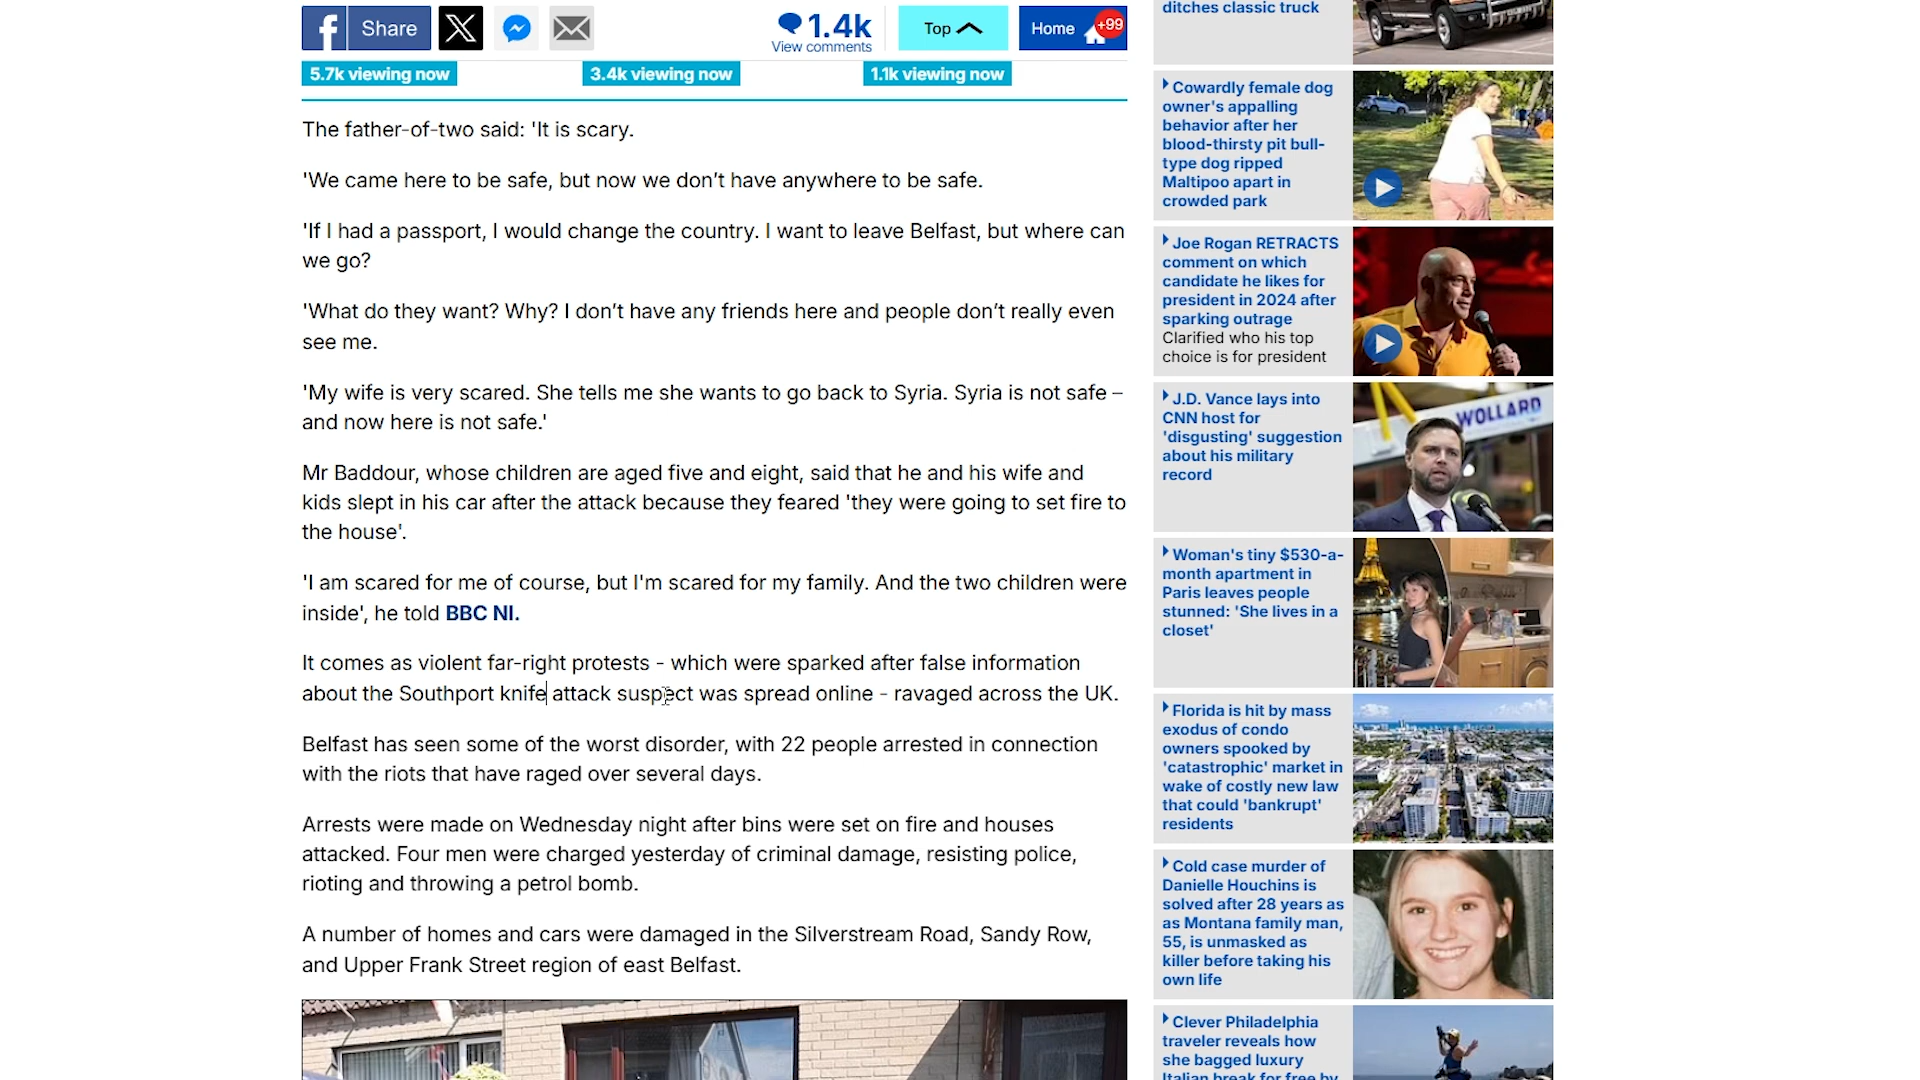 Share
1.4k
View comments
Top
Home
+99
5.7k viewing now
3.4k viewing now
1.1k viewing now
The father-of-two said: 'It is scary.
'We came here to be safe, but now we don’t have anywhere to be safe.
'If I had a passport, I would change the country. I want to leave Belfast, but where can
we go?
'What do they want? Why? I don’t have any friends here and people don’t really even
see me.
'My wife is very scared. She tells me she wants to go back to Syria. Syria is not safe –
and now here is not safe.'
Mr Baddour, whose children are aged five and eight, said that he and his wife and
kids slept in his car after the attack because they feared 'they were going to set fire to
the house'.
'I am scared for me of course, but I'm scared for my family. And the two children were
inside', he told BBC NI.
It comes as violent far-right protests - which were sparked after false information
about the Southport knife attack suspect was spread online - ravaged across the UK.
Belfast has seen some of the worst disorder, with 22 people arrested in connection
with the riots that have raged over several days.
Arrests were made on Wednesday night after bins were set on fire and houses
attacked. Four men were charged yesterday of criminal damage, resisting police,
rioting and throwing a petrol bomb.
A number of homes and cars were damaged in the Silverstream Road, Sandy Row,
and Upper Frank Street region of east Belfast.
ditches classic truck
Cowardly female dog
owner's appalling
behavior after her
blood-thirsty pit bull-
type dog ripped
Maltipoo apart in
crowded park
Joe Rogan RETRACTS
comment on which
candidate he likes for
president in 2024 after
sparking outrage
Clarified who his top
choice is for president
J.D. Vance lays into
CNN host for
'disgusting' suggestion
about his military
record
WOLLARD
Woman's tiny $530-a-
month apartment in
Paris leaves people
stunned: 'She lives in a
closet'
Florida is hit by mass
exodus of condo
owners spooked by
'catastrophic' market in
wake of costly new law
that could 'bankrupt'
residents
Cold case murder of
Danielle Houchins is
solved after 28 years as
as Montana family man,
55, is unmasked as
killer before taking his
own life
Clever Philadelphia
traveler reveals how
she bagged luxury
Italian break for free by